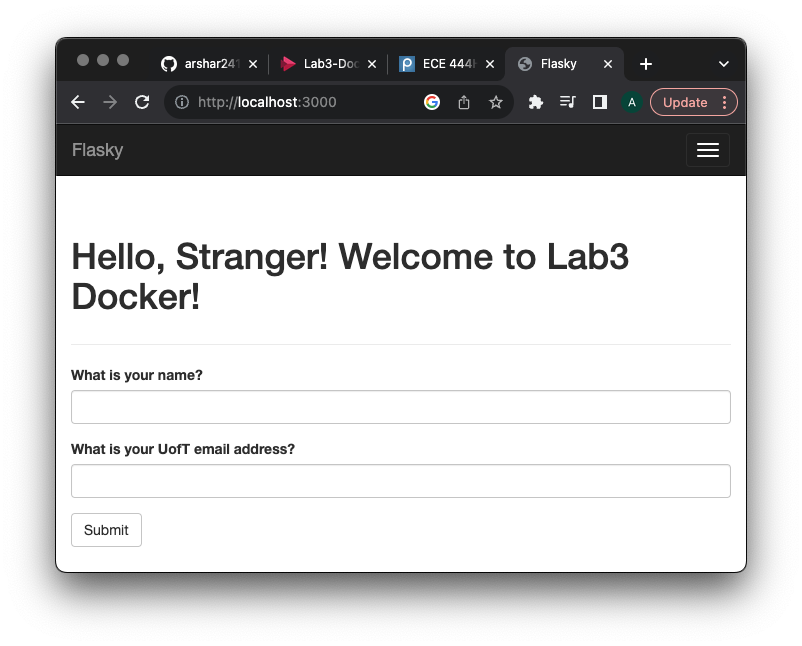 arshar241
Lab3-Doc
ECE 444H
Flasky
http://localhost:3000
A
Update
Flasky
Hello, Stranger! Welcome to Lab3
Docker!
What is your name?
What is your UofT email address?
Submit